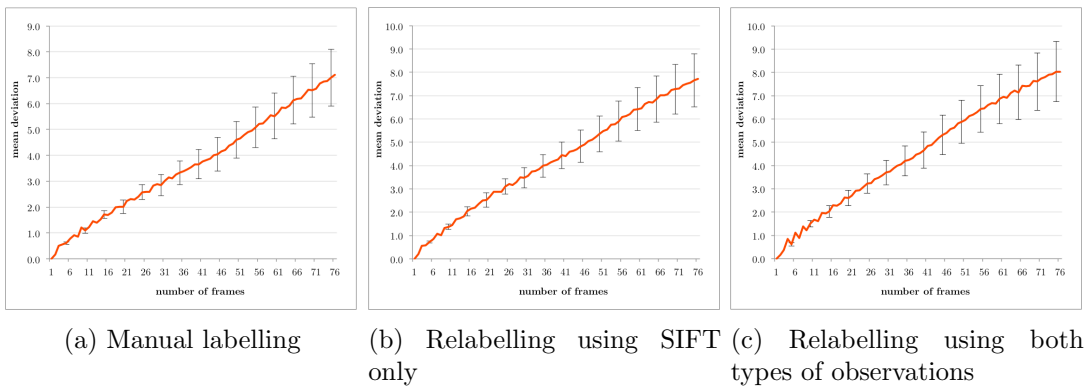 9.0
8.0
7.0
6.0
5.0
4.0
3.0
2.0
1.0
0.0
mean deviation
1 6 11 16 21 26 31 36 41 46 51 56 61 66 71 76
number of frames
(a) Manual labelling
10.0
9.0
8.0
7.0
6.0
5.0
4.0
3.0
2.0
1.0
0.0
mean deviation
1 6 11 16 21 26 31 36 41 46 51 56 61 66 71 76
number of frames
(b) Relabelling using SIFT
only
10.0
9.0
8.0
7.0
6.0
5.0
4.0
3.0
2.0
1.0
0.0
mean deviation
1 6 11 16 21 26 31 36 41 46 51 56 61 66 71 76
number of frames
(c) Relabelling using both
types of observations